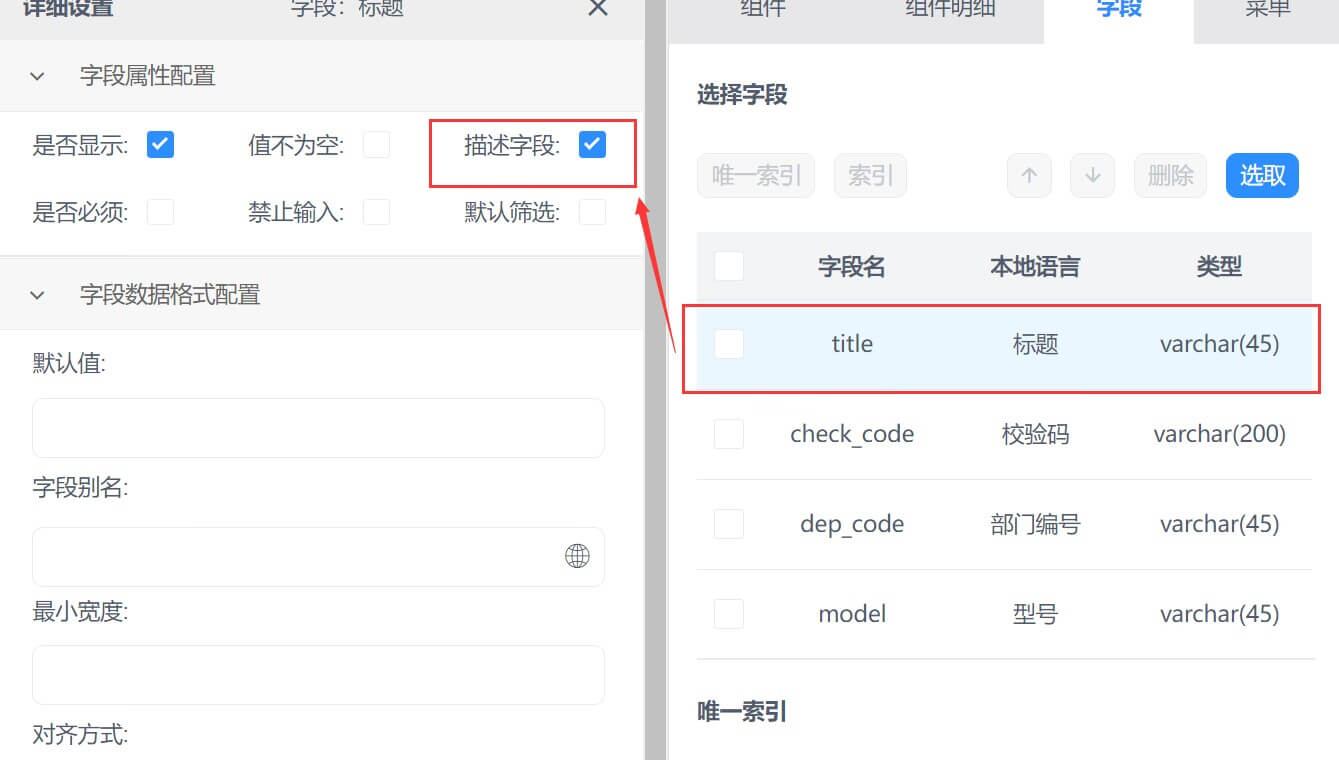 详细设置 字段：标题
字段属性配置
是否显示: 值不为空: 描述字段:
是否必须: 禁止输入: 默认筛选:
字段数据格式配置
默认值:
字段别名:
最小宽度:
对齐方式:
组件 组件明细 字段 菜单
选择字段
唯一索引 索引 删除 选取
字段名 本地语言 类型
title 标题 varchar(45)
check_code 校验码 varchar(200)
dep_code 部门编号 varchar(45)
model 型号 varchar(45)
唯一索引